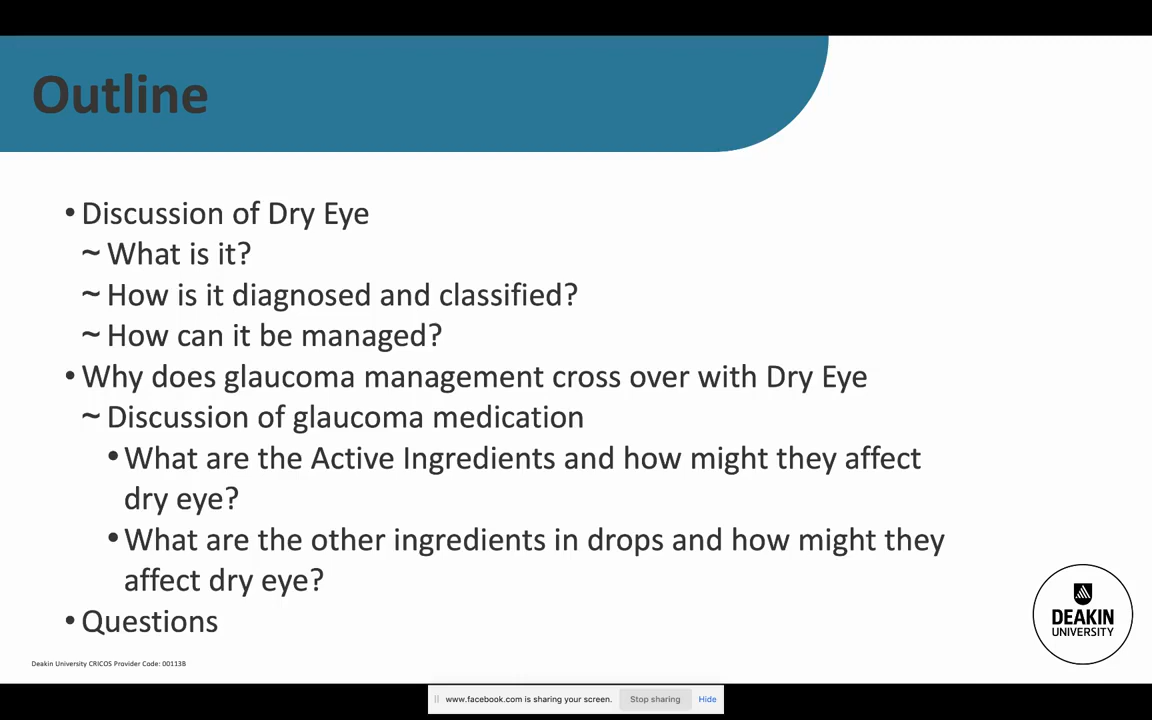 Outline
• Discussion of Dry Eye
~ What is it?
~ How is it diagnosed and classified?
~ How can it be managed?
• Why does glaucoma management cross over with Dry Eye
~ Discussion of glaucoma medication
• What are the Active Ingredients and how might they affect
dry eye?
• What are the other ingredients in drops and how might they
affect dry eye?
• Questions
DEAKIN
UNIVERSITY
Deakin University CRICOS Provider Code: 00113B
www.facebook.com is sharing your screen. Stop sharing Hide